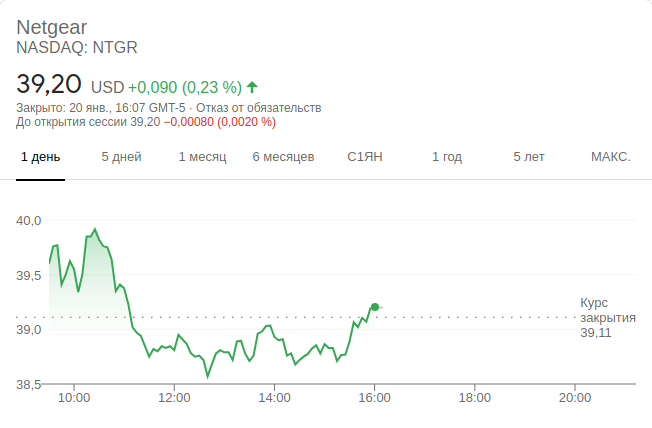 Netgear
NASDAQ: NTGR
39,20 USD +0,090 (0,23 %)
Закрыто: 20 янв., 16:07 GMT-5 · Отказ от обязательств
До открытия сессии 39,20 −0,00080 (0,0020 %)
1 день 5 дней 1 месяц 6 месяцев С1ЯН 1 год 5 лет МАКС.
40,0
39,5
39,0
38,5
Курс
закрытия
39,11
10:00 12:00 14:00 16:00 18:00 20:00